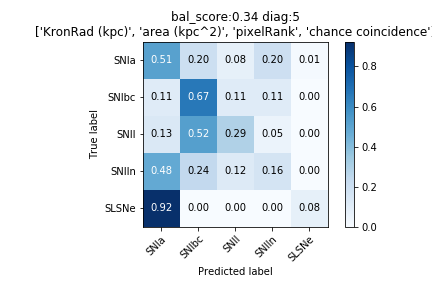 bal_score:0.34 diag:5
['KronRad (kpc)', 'area (kpc^2)', 'pixelRank', 'chance coincidence']
SNIa 0.51 0.20 0.08 0.20 0.01
SNIbc 0.11 0.67 0.11 0.11 0.00
SNII 0.13 0.52 0.29 0.05 0.00
SNIIn 0.48 0.24 0.12 0.16 0.00
SLSNe 0.92 0.00 0.00 0.00 0.08
True label
SNIa SNIbc SNII SNIIn SLSNe
Predicted label
0.8
0.6
0.4
0.2
0.0